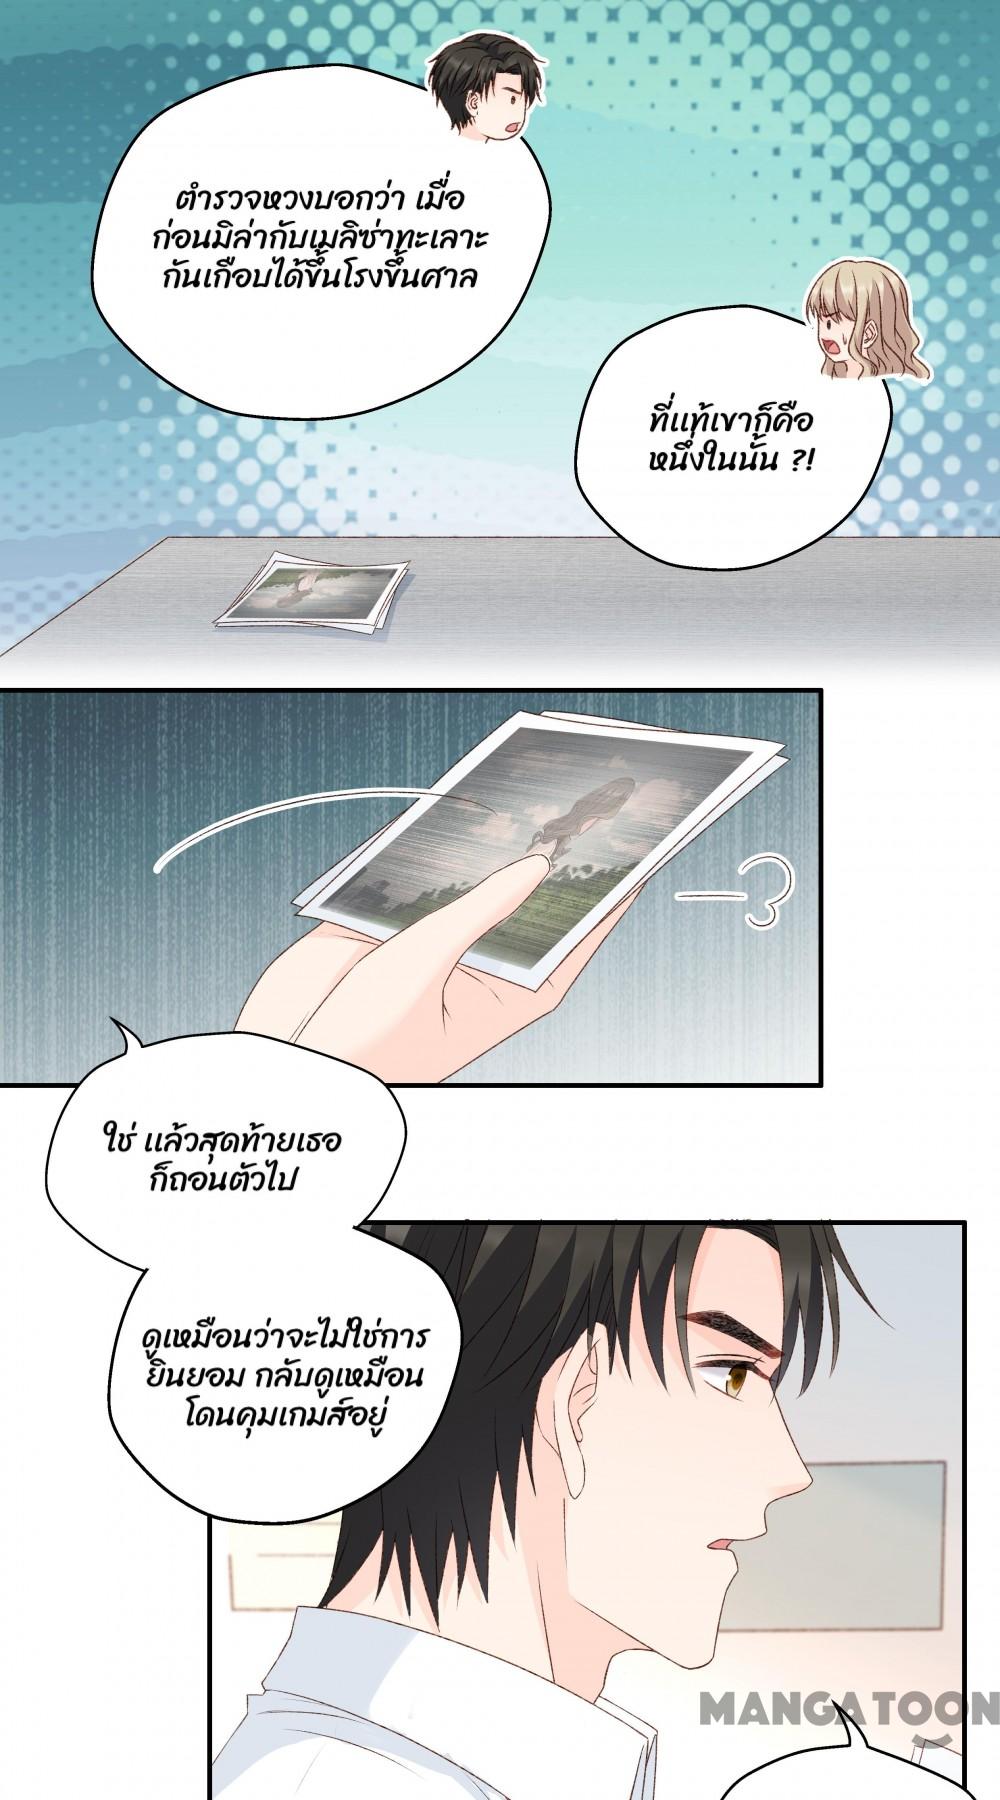 ตำรวจหวงบอกว่า เมื่อ
ก่อนมิล่ากับเมลิซ่าทะเลาะ
กันเกือบได้ขึ้นโรงขึ้นศาล
ที่แท้เขาก็คือ
หนึ่งในนั้น ?!
ใช่ แล้วสุดท้ายเธอ
ก็ถอนตัวไป
ดูเหมือนว่าจะไม่ใช่การ
ยินยอม กลับดูเหมือน
โดนคุมเกมส์อยู่
MANGATOON